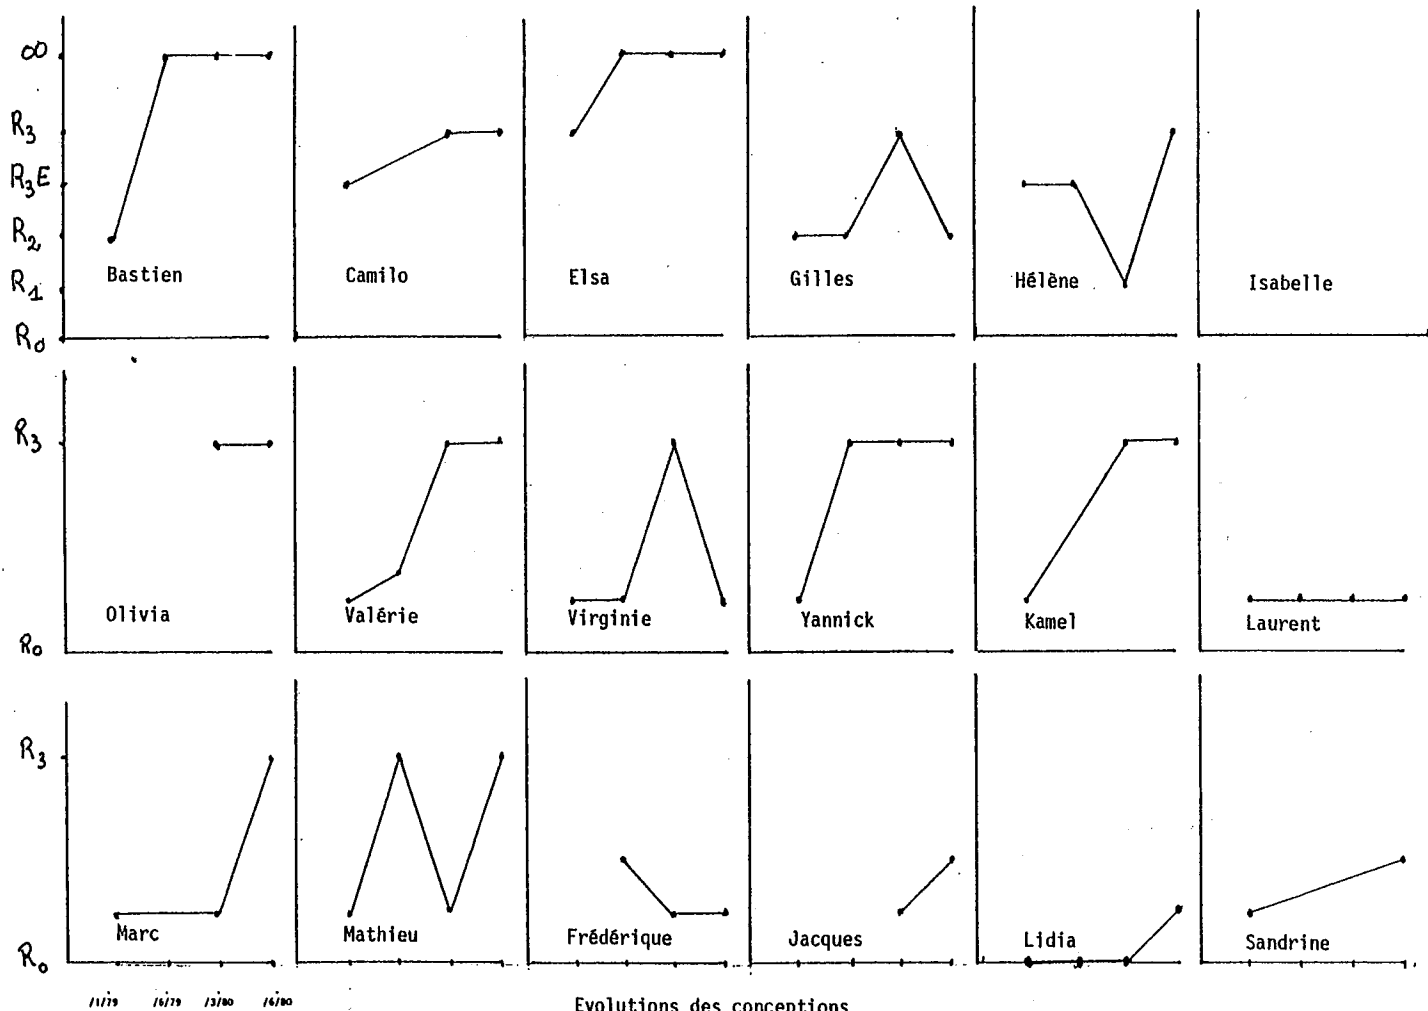 ∞
R3
R3E
R2
R1
R0
Bastien Camilo Elsa Gilles Hélène Isabelle
R3
R0
Olivia Valérie Virginie Yannick Kamel Laurent
R3
R0
Marc Mathieu Frédérique Jacques Lidia Sandrine
/1/79 /6/79 /3/80 /6/80
Evolutions des conceptions